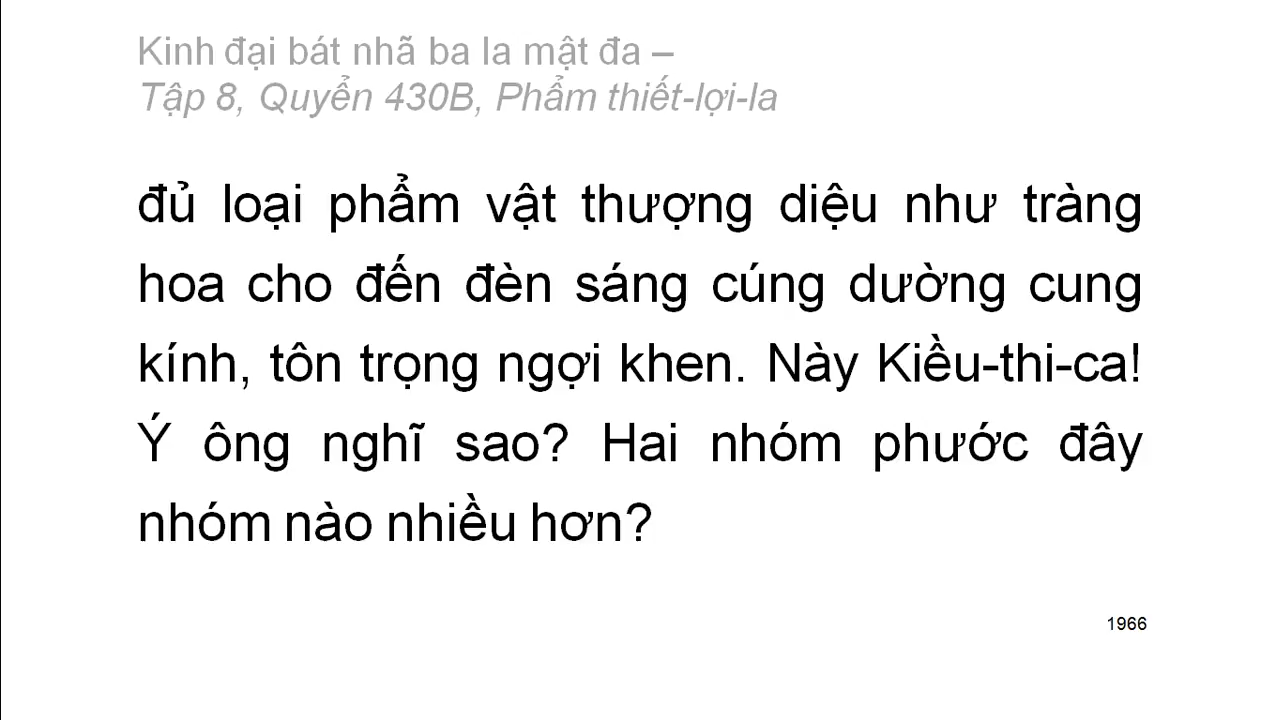 Kinh đại bát nhã ba la mật đa –
Tập 8, Quyển 430B, Phẩm thiết-lợi-la
đủ loại phẩm vật thượng diệu như tràng
hoa cho đến đèn sáng cúng dường cung
kính, tôn trọng ngợi khen. Này Kiều-thi-ca!
Ý ông nghĩ sao? Hai nhóm phước đây
nhóm nào nhiều hơn?
1966